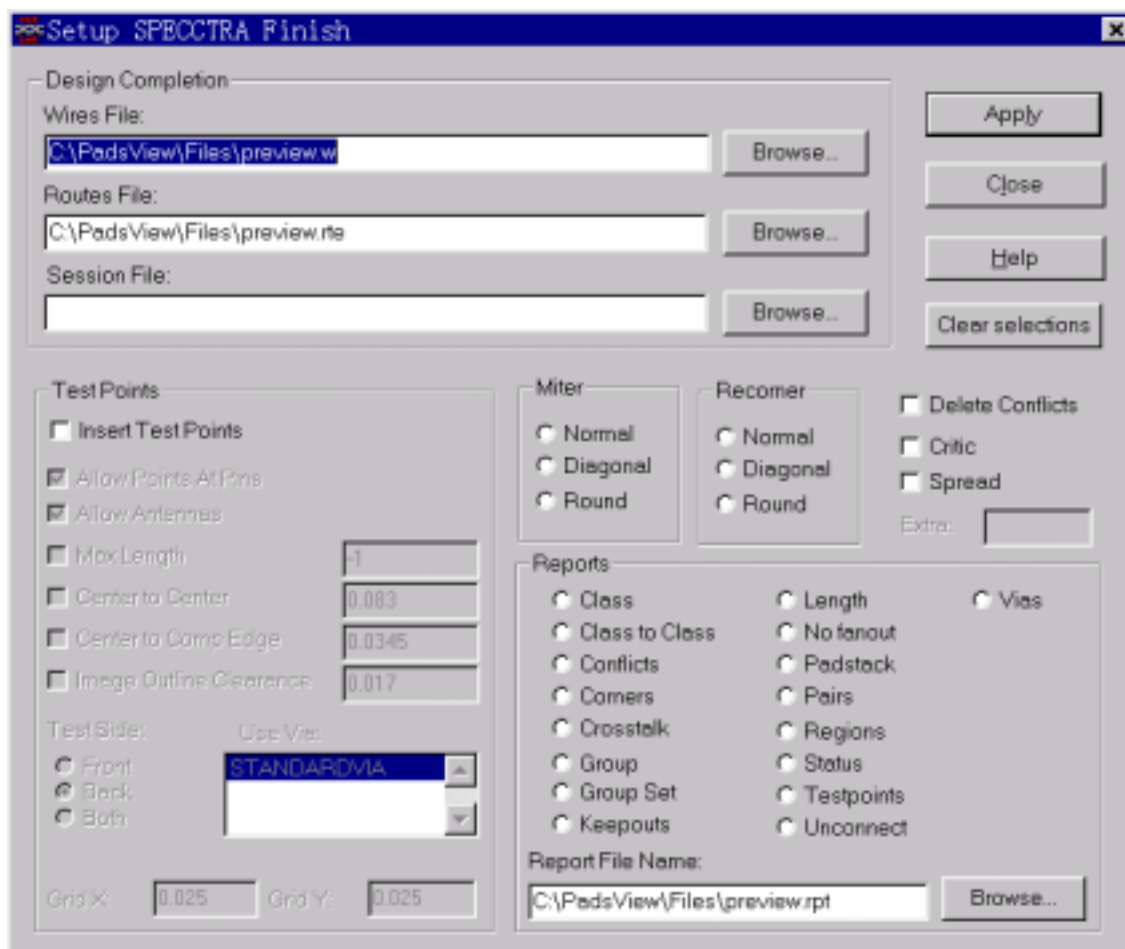 Setup SPECCTRA Finish
Design Completion
Wires File:
C:\PadsView\Files\preview.w
Browse...
Routes File:
C:\PadsView\Files\preview.rte
Browse...
Session File:
Browse...
Apply
Close
Help
Clear selections
Test Points
Insert Test Points
Allow Points At Pins
Allow Antennas
Max Length
-1
Center to Center
0.083
Center to Comp Edge
0.0345
Image Outline Clearance
0.017
Test Side:
Front
Back
Both
Use Via:
STANDARDVIA
Grid X:
0.025
Grid Y:
0.025
Miter
Normal
Diagonal
Round
Recorner
Normal
Diagonal
Round
Delete Conflicts
Critic
Spread
Extra:
Reports
Class
Class to Class
Conflicts
Corners
Crosstalk
Group
Group Set
Keepouts
Length
No fanout
Padstack
Pairs
Regions
Status
Testpoints
Unconnect
Vias
Report File Name:
C:\PadsView\Files\preview.rpt
Browse...